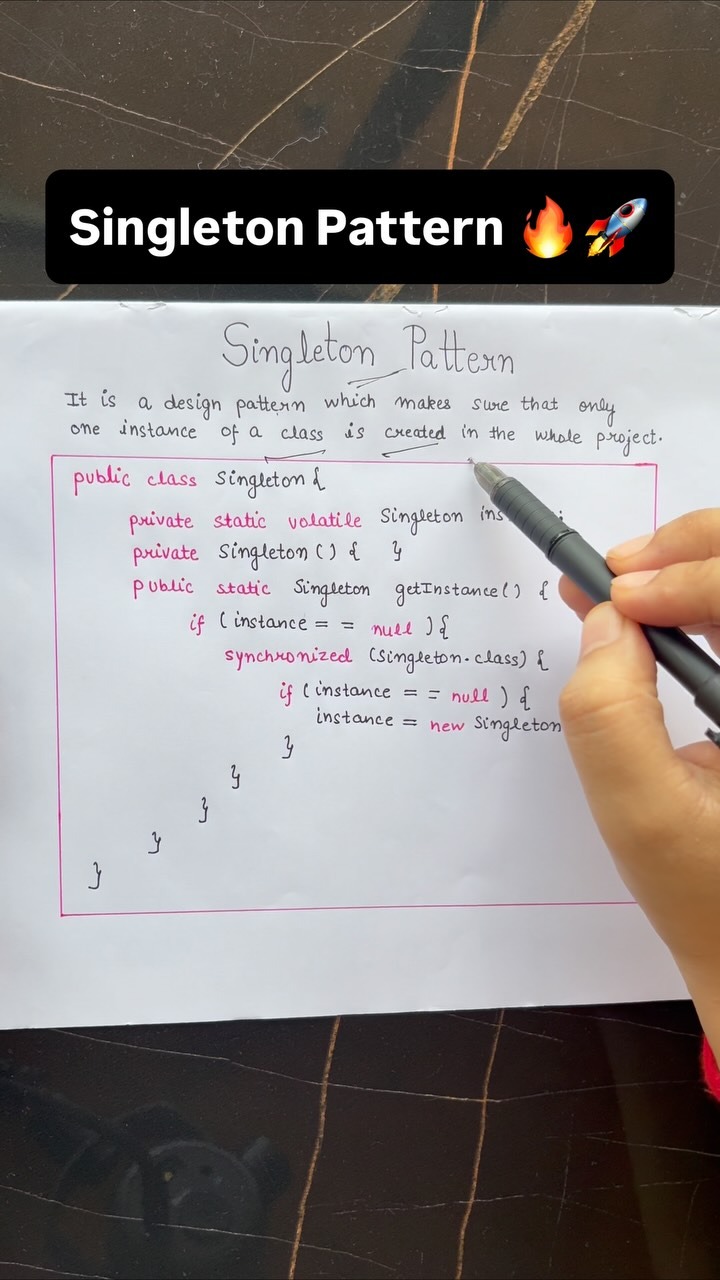 Singleton Pattern 🔥🚀
Singleton Pattern
It is a design pattern which makes sure that only
one instance of a class is created in the whole project.
public class Singleton {
private static volatile Singleton
private Singleton() { }
public static Singleton getInstance() {
if (instance = = null) {
synchronized (Singleton.class) {
if (instance = = null) {
instance = new Singleton
}
}
}
}
}